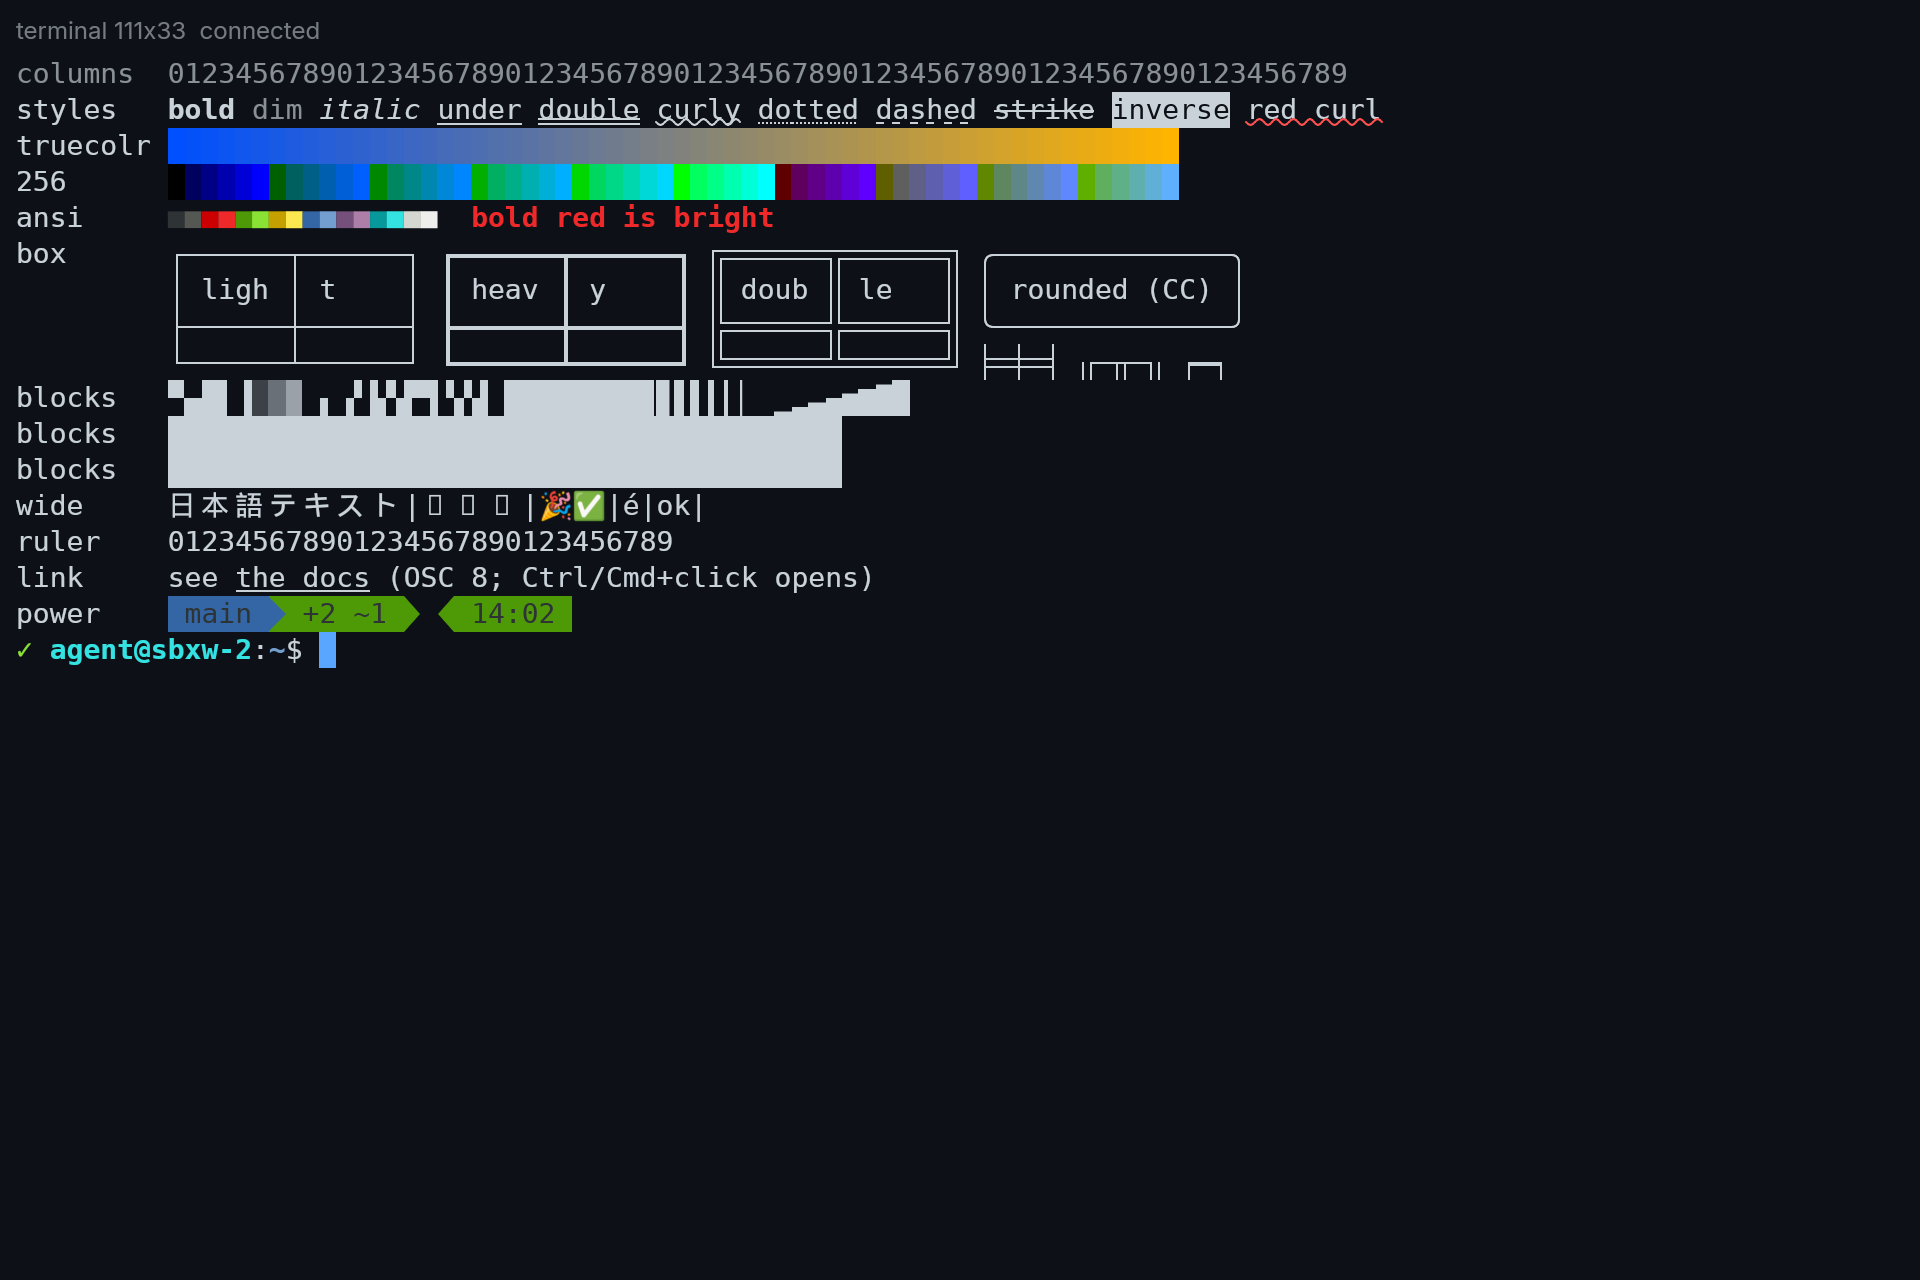 terminal 111x33 connected
columns 0123456789012345678901234567890123456789012345678901234567890123456789
styles bold dim italic under double curly dotted dashed strike inverse red curl
truecolr
256
ansi bold red is bright
box
ligh t heav y doub le rounded (CC)
blocks
blocks
blocks
wide 日本語テキスト|▯ ▯ ▯ |🎉✅|é|ok|
ruler 012345678901234567890123456789
link see the docs (OSC 8; Ctrl/Cmd+click opens)
power main +2 ~1 14:02
✓ agent@sbxw-2:~$